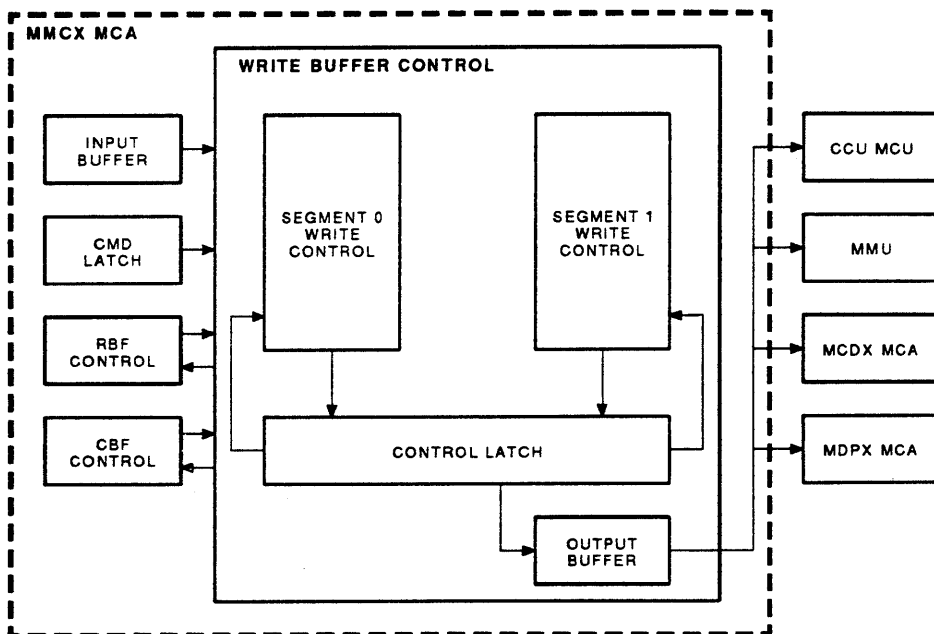 MMCX MCA
WRITE BUFFER CONTROL
INPUT
BUFFER
CMD
LATCH
RBF
CONTROL
CBF
CONTROL
SEGMENT 0
WRITE
CONTROL
SEGMENT 1
WRITE
CONTROL
CONTROL LATCH
OUTPUT
BUFFER
CCU MCU
MMU
MCDX MCA
MDPX MCA